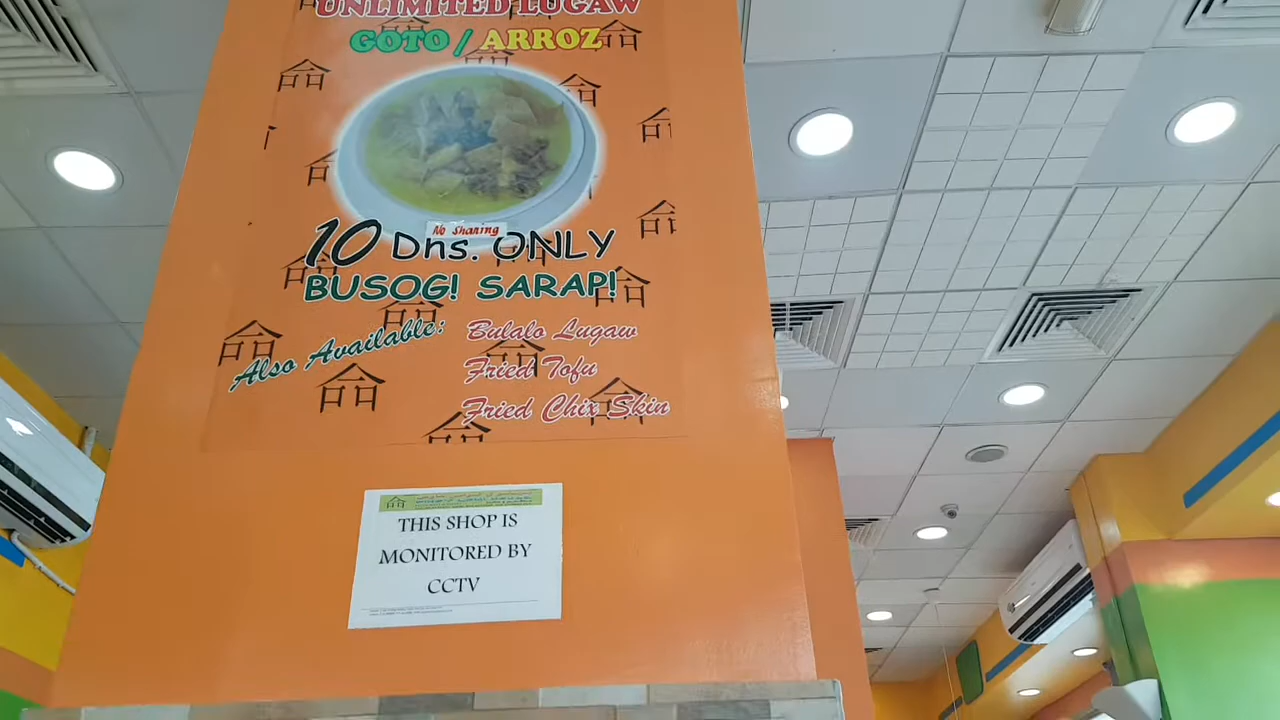 UNLIMITED LUGAW
GOTO / ARROZ
No Sharing
10 Dhs. ONLY
BUSOG! SARAP!
Also Available:
Bulalo Lugaw
Fried Tofu
Fried Chix Skin
THIS SHOP IS
MONITORED BY
CCTV